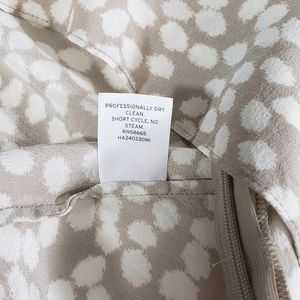 PROFESSIONALLY DRY
CLEAN.
SHORT CYCLE, NO
STEAM.
RN58665
HA240330MI